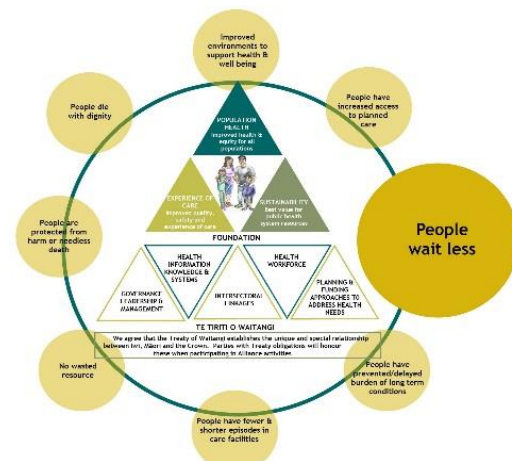 Improved
environments to
support health &
well being
People die
with dignity
People have
increased access
to planned
care
POPULATION
HEALTH
Improved health &
equity for all
populations
People are
protected from
harm or needless
death
EXPERIENCE OF
CARE
Improved quality,
safety and
experience of care
SUSTAINABILITY
Best value for
public health
system resources
People
wait less
FOUNDATION
HEALTH
INFORMATION
KNOWLEDGE &
SYSTEMS
HEALTH
WORKFORCE
GOVERNANCE
LEADERSHIP &
MANAGEMENT
INTERSECTORAL
LINKAGES
PLANNING &
FUNDING
APPROACHES TO
ADDRESS HEALTH
NEEDS
TE TIRITI O WAITANGI
We agree that the Treaty of Waitangi establishes the unique and special relationship
between Iwi, Māori and the Crown. Parties with Treaty obligations will honour
these when participating in Alliance activities
No wasted
resource
People have
prevented/delayed
burden of long term
conditions
People have fewer &
shorter episodes in
care facilities